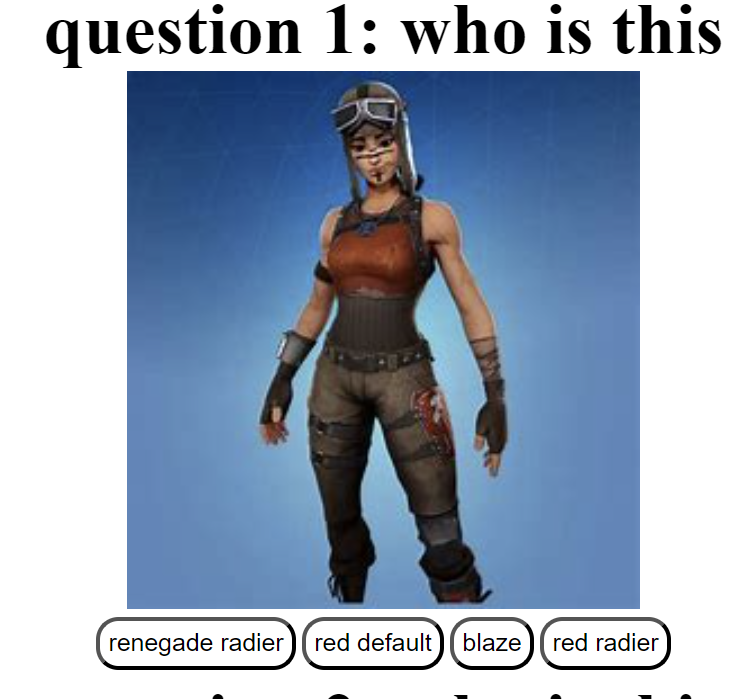 question 1: who is this
renegade radier
red default
blaze
red radier